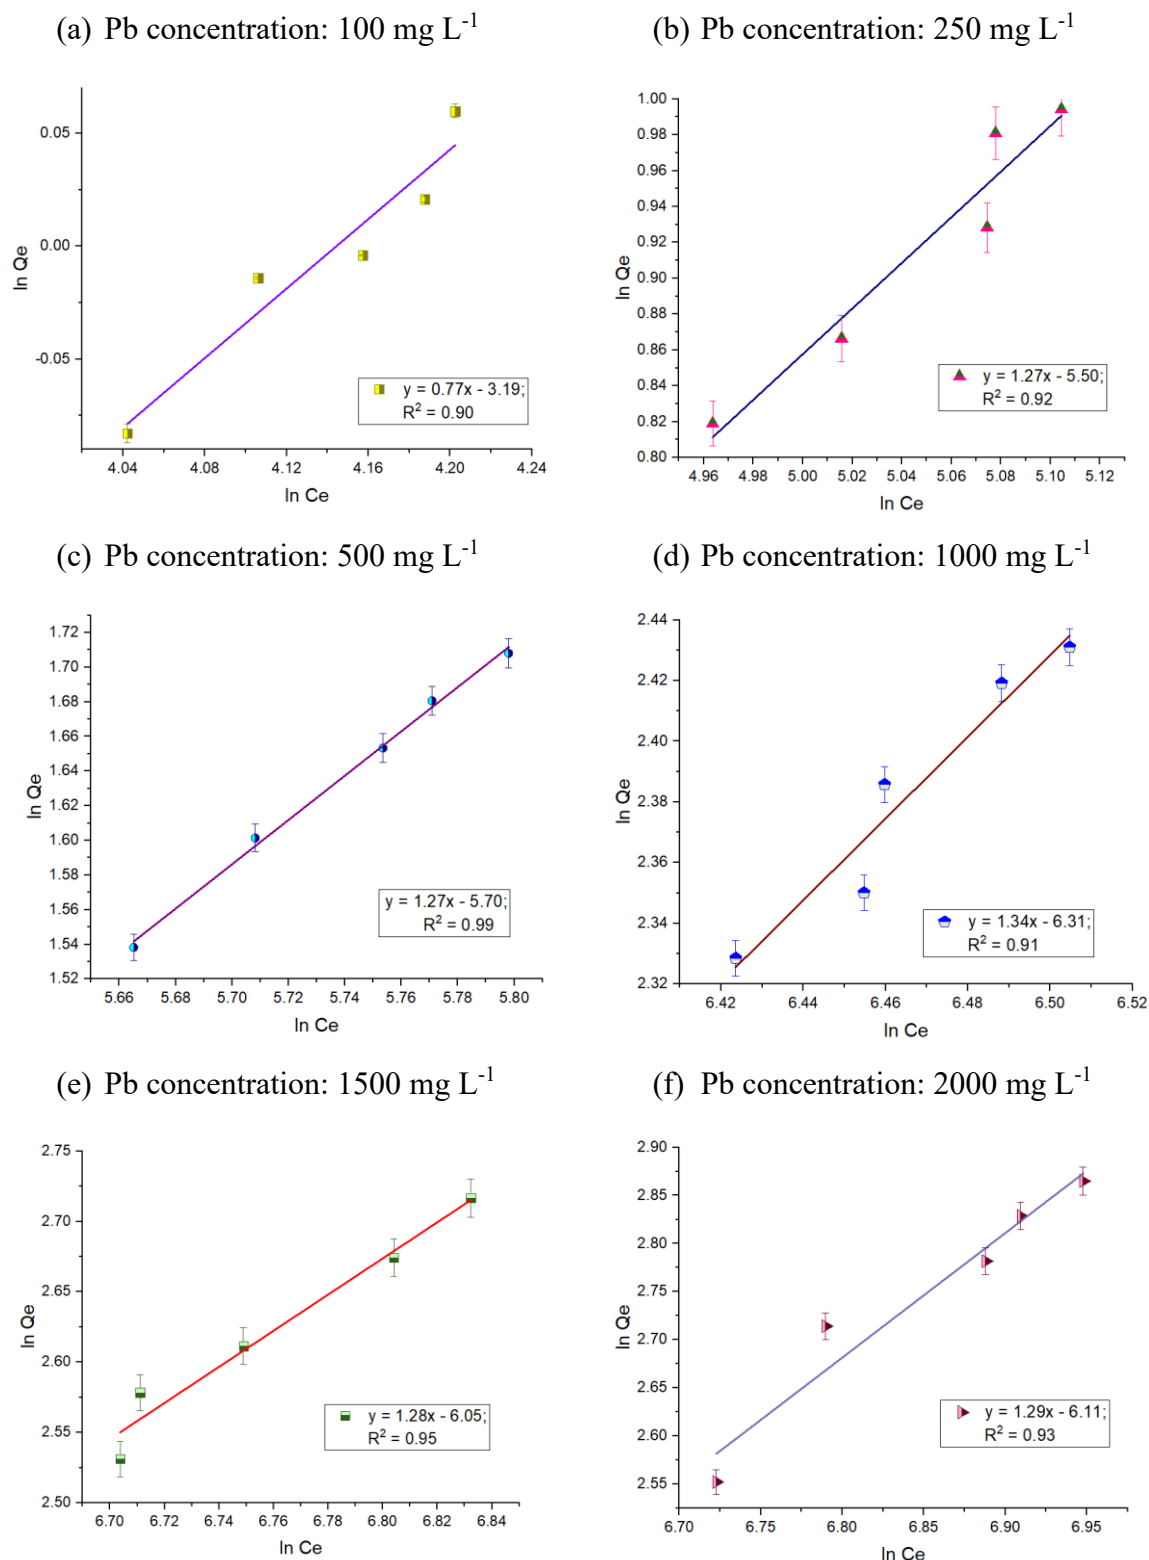 (a) Pb concentration: 100 mg L⁻¹
(b) Pb concentration: 250 mg L⁻¹
0.05
0.00
-0.05
ln Qe
y = 0.77x - 3.19;
R² = 0.90
4.04 4.08 4.12 4.16 4.20 4.24
ln Ce
1.00
0.98
0.96
0.94
0.92
0.90
0.88
0.86
0.84
0.82
0.80
ln Qe
y = 1.27x - 5.50;
R² = 0.92
4.96 4.98 5.00 5.02 5.04 5.06 5.08 5.10 5.12
ln Ce
(c) Pb concentration: 500 mg L⁻¹
(d) Pb concentration: 1000 mg L⁻¹
1.72
1.70
1.68
1.66
1.64
1.62
1.60
1.58
1.56
1.54
1.52
ln Qe
y = 1.27x - 5.70;
R² = 0.99
5.66 5.68 5.70 5.72 5.74 5.76 5.78 5.80
ln Ce
2.44
2.42
2.40
2.38
2.36
2.34
2.32
ln Qe
y = 1.34x - 6.31;
R² = 0.91
6.42 6.44 6.46 6.48 6.50 6.52
ln Ce
(e) Pb concentration: 1500 mg L⁻¹
(f) Pb concentration: 2000 mg L⁻¹
2.75
2.70
2.65
2.60
2.55
2.50
ln Qe
y = 1.28x - 6.05;
R² = 0.95
6.70 6.72 6.74 6.76 6.78 6.80 6.82 6.84
ln Ce
2.90
2.85
2.80
2.75
2.70
2.65
2.60
2.55
ln Qe
y = 1.29x - 6.11;
R² = 0.93
6.70 6.75 6.80 6.85 6.90 6.95
ln Ce